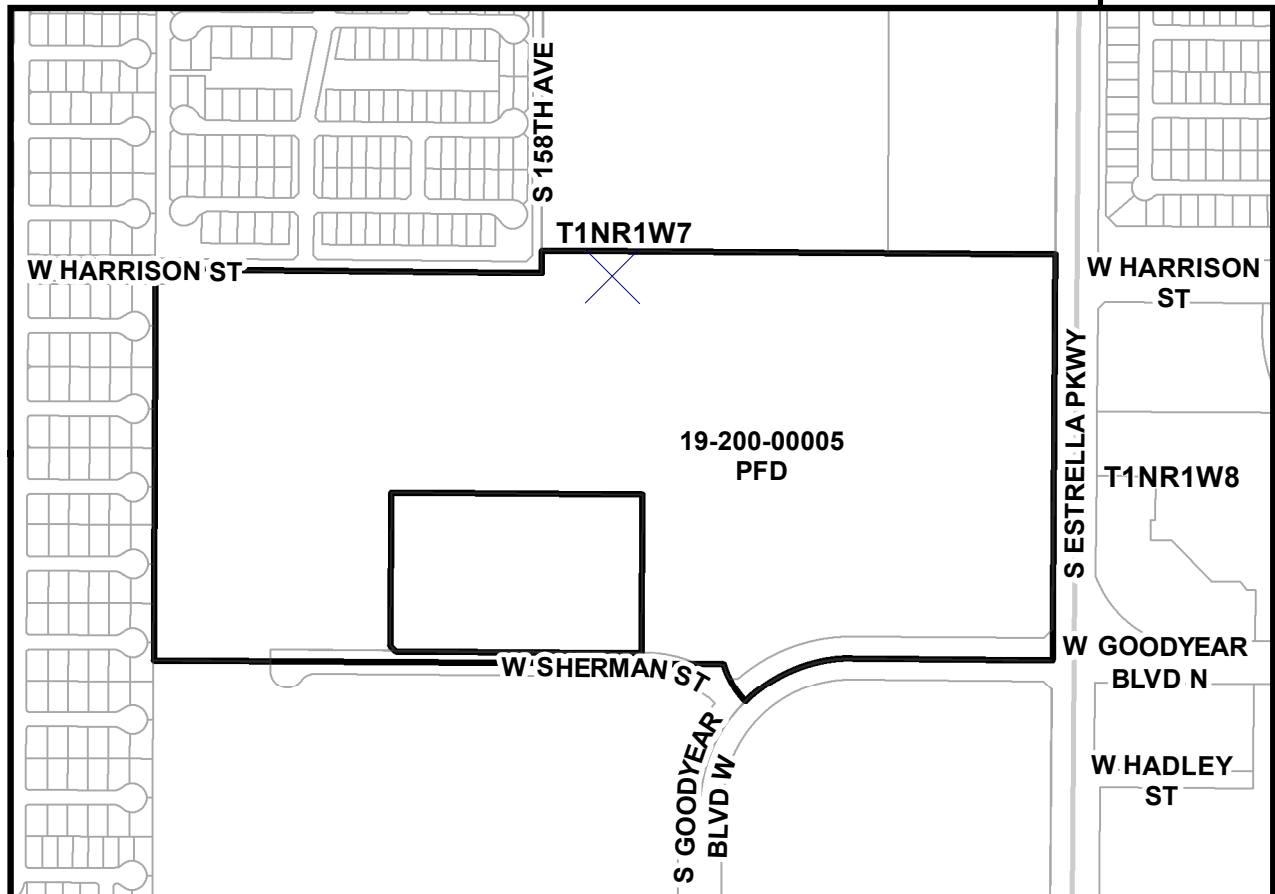 S 158TH AVE
T1NR1W7
W HARRISON ST
W HARRISON
ST
19-200-00005
PFD
S ESTRELLA PKWY
T1NR1W8
W SHERMAN ST
W GOODYEAR
BLVD N
S GOODYEAR
BLVD W
W HADLEY
ST